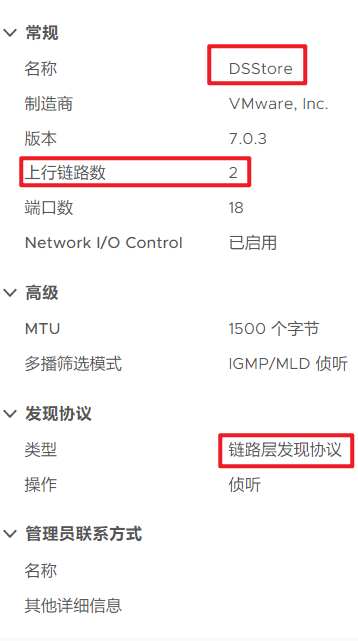 常规
名称 DSStore
制造商 VMware, Inc.
版本 7.0.3
上行链路数 2
端口数 18
Network I/O Control 已启用
高级
MTU 1500 个字节
多播筛选模式 IGMP/MLD 侦听
发现协议
类型 链路层发现协议
操作 侦听
管理员联系方式
名称
其他详细信息